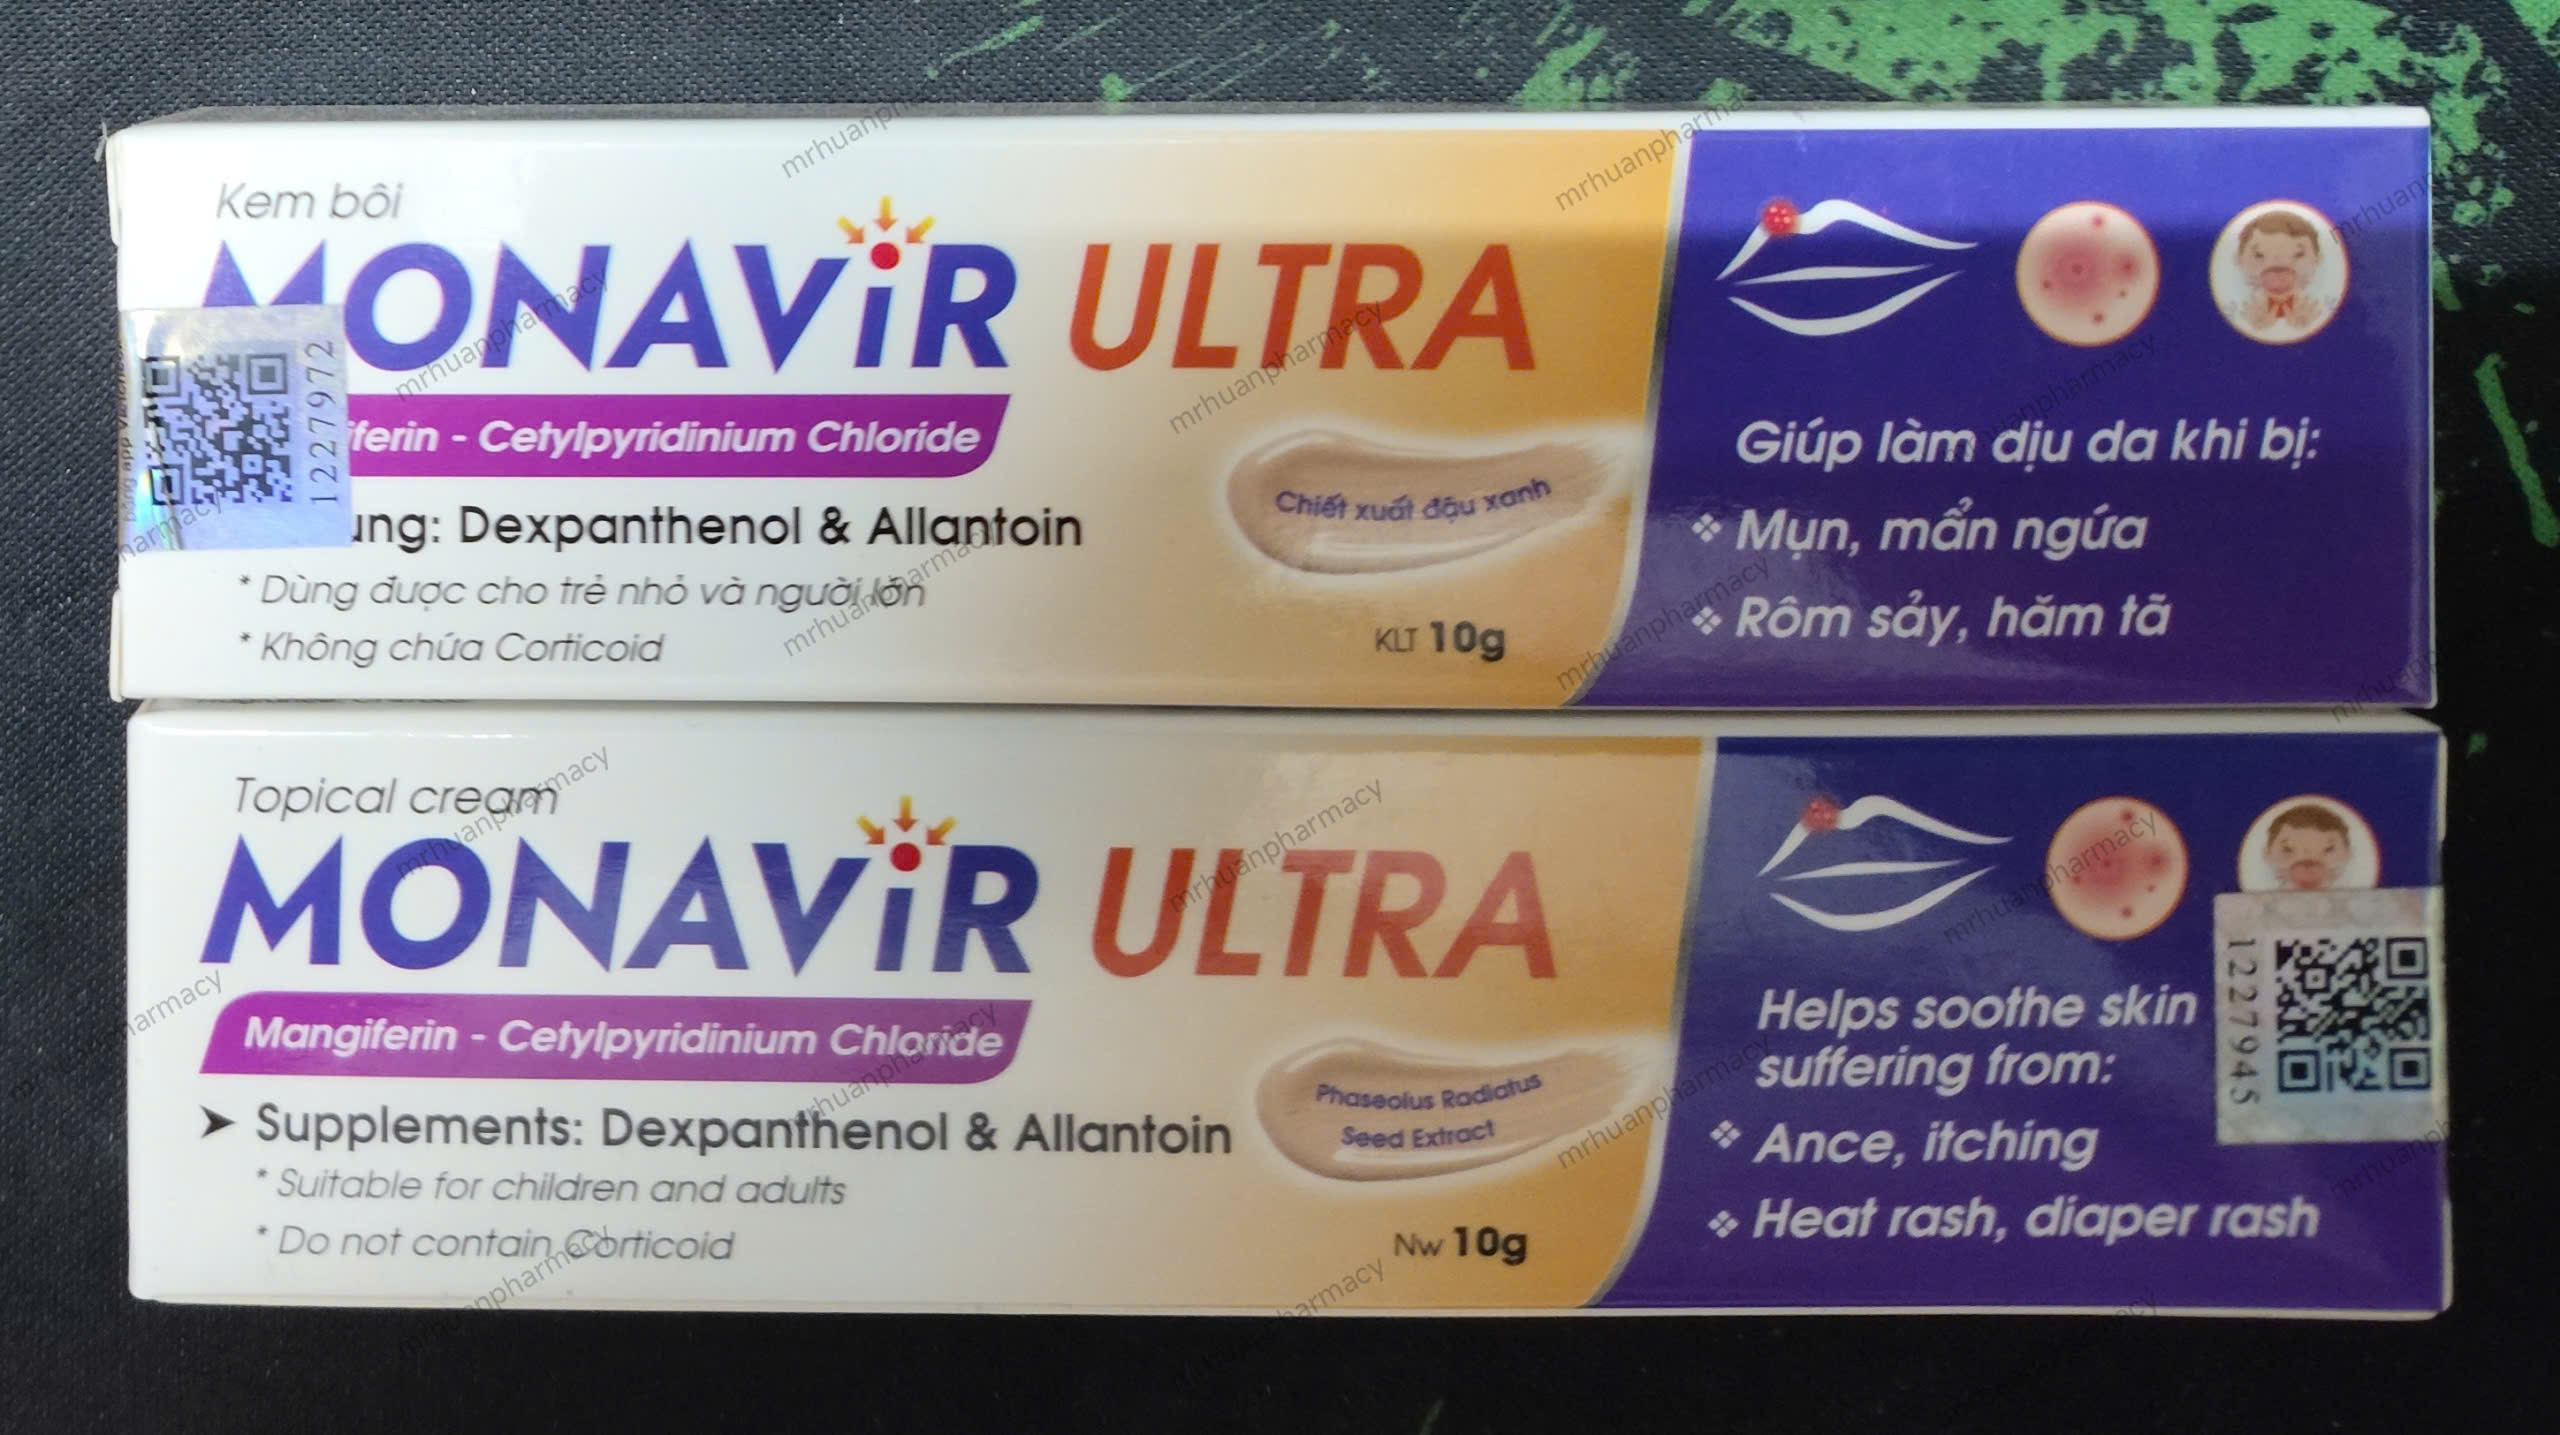 Kem bôi
MONAVIR ULTRA
ferin - Cetylpyridinium Chloride
ung: Dexpanthenol & Allantoin
* Dùng được cho trẻ nhỏ và người lớn
* Không chứa Corticoid
1227972
Chiết xuất đậu xanh
KLT 10g
Giúp làm dịu da khi bị:
❖ Mụn, mẩn ngứa
❖ Rôm sảy, hăm tã
Topical cream
MONAVIR ULTRA
Mangiferin - Cetylpyridinium Chloride
➤ Supplements: Dexpanthenol & Allantoin
* Suitable for children and adults
* Do not contain Corticoid
Phaseolus Radiatus
Seed Extract
Nw 10g
Helps soothe skin
suffering from:
❖ Ance, itching
❖ Heat rash, diaper rash
1227945
mrhuanpharmacy